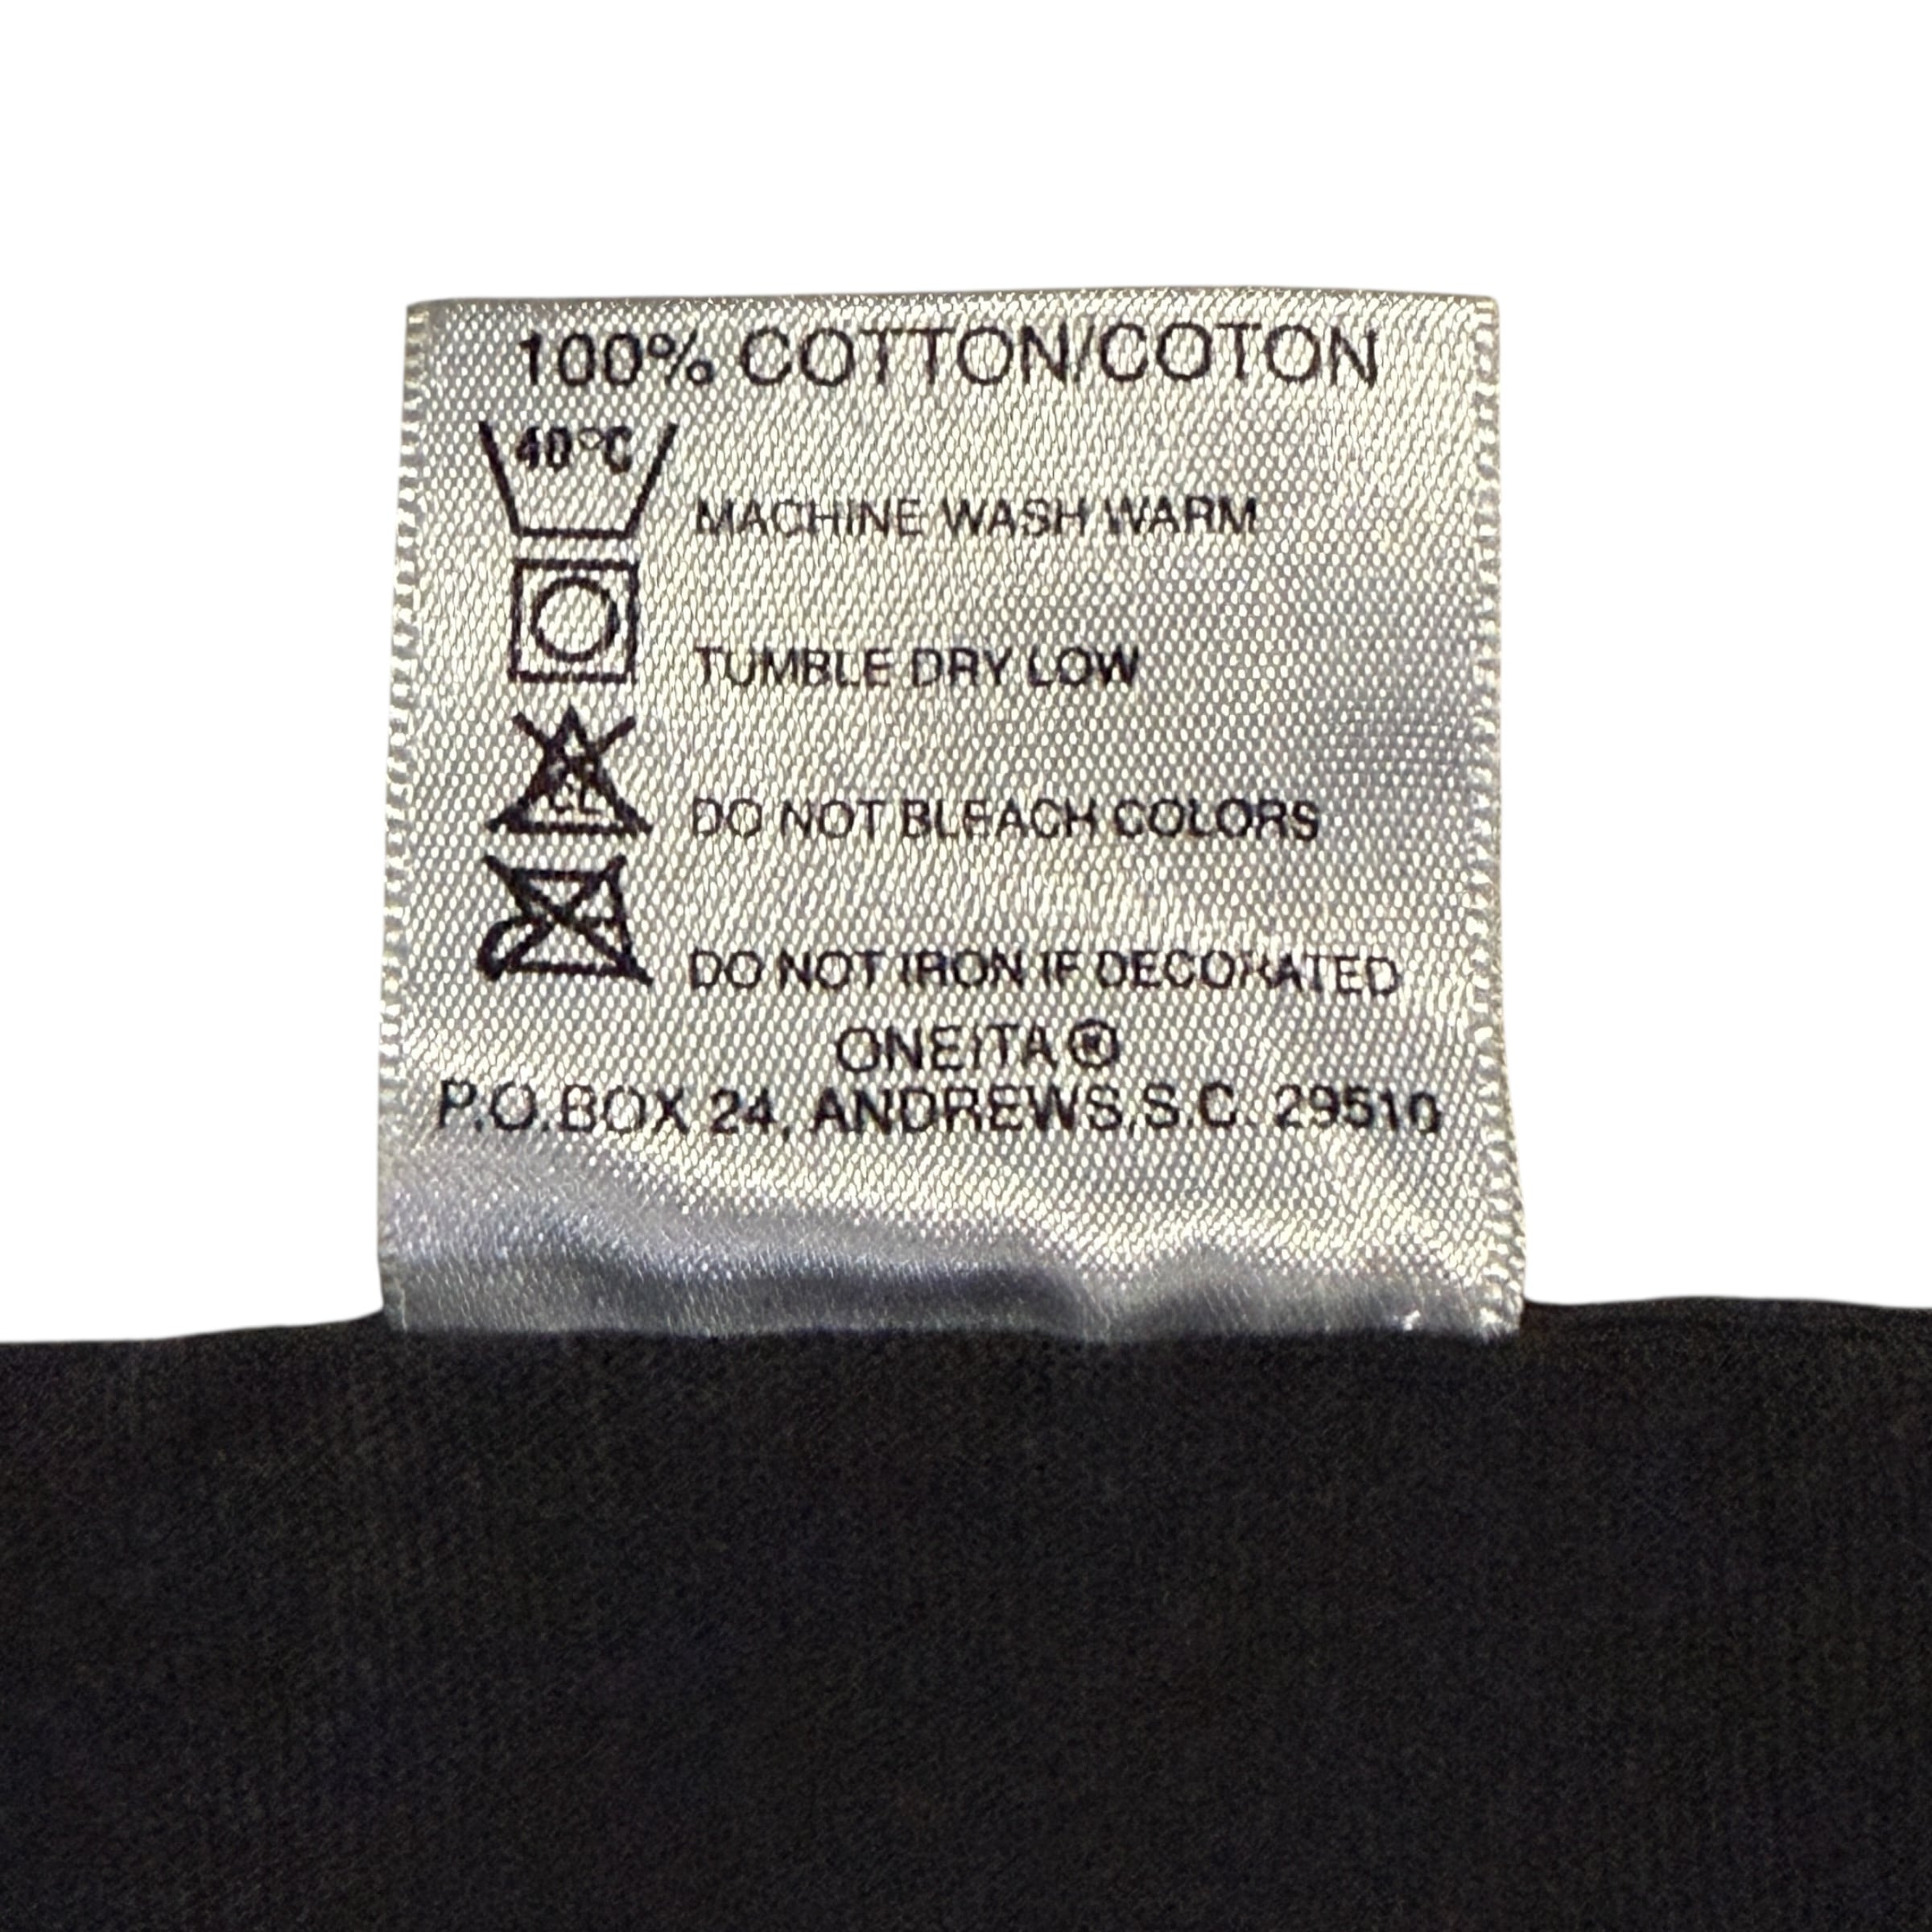 100% COTTON/COTON
40°C
MACHINE WASH WARM
TUMBLE DRY LOW
CL
DO NOT BLEACH COLORS
DO NOT IRON IF DECORATED
ONEITA®
P.O.BOX 24, ANDREWS,S.C. 29510